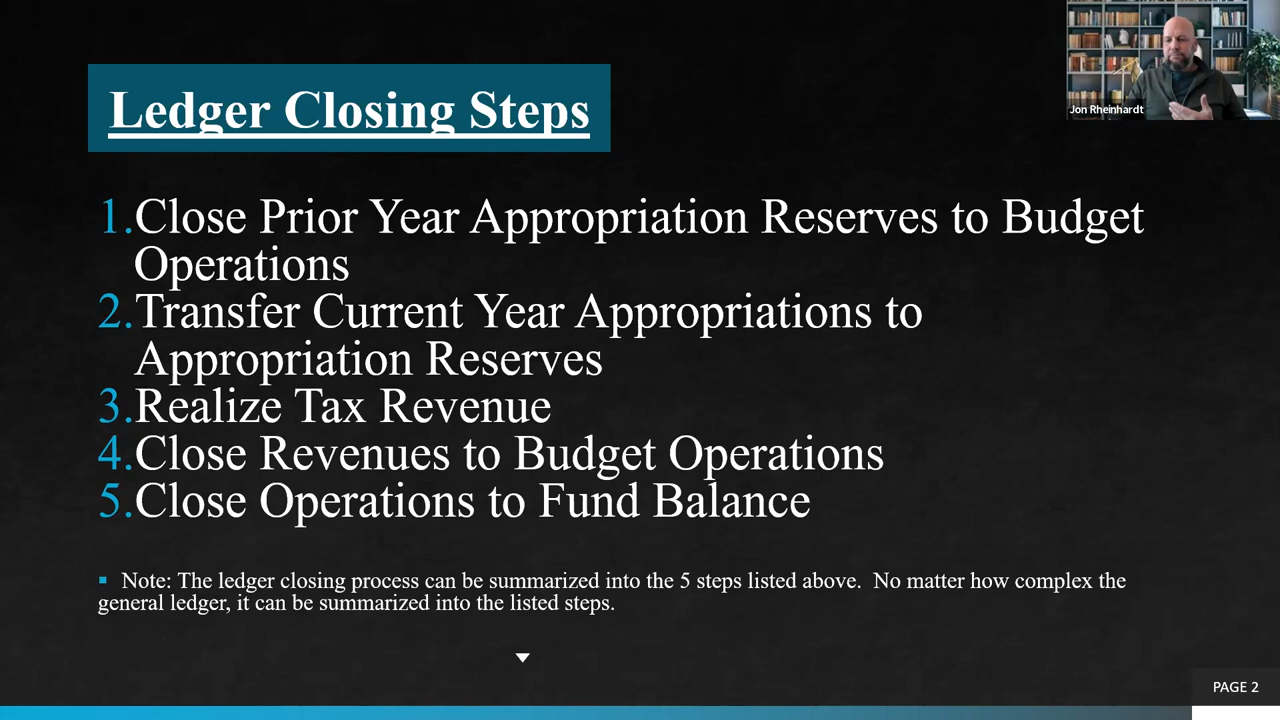 Ledger Closing Steps
Jon Rheinhardt
1.Close Prior Year Appropriation Reserves to Budget
Operations
2.Transfer Current Year Appropriations to
Appropriation Reserves
3.Realize Tax Revenue
4.Close Revenues to Budget Operations
5.Close Operations to Fund Balance
Note: The ledger closing process can be summarized into the 5 steps listed above.  No matter how complex the
general ledger, it can be summarized into the listed steps.
PAGE 2